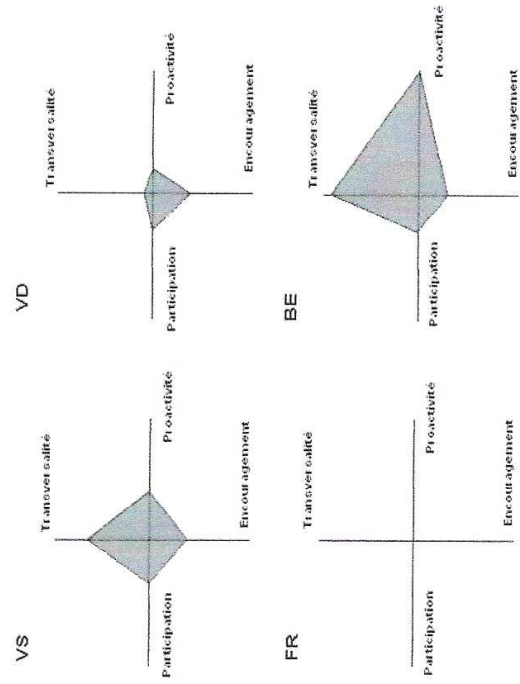 VS
Transversalité
Participation
Proactivité
Encouragement
VD
Transversalité
Participation
Proactivité
Encouragement
FR
Transversalité
Participation
Proactivité
Encouragement
BE
Transversalité
Participation
Proactivité
Encouragement